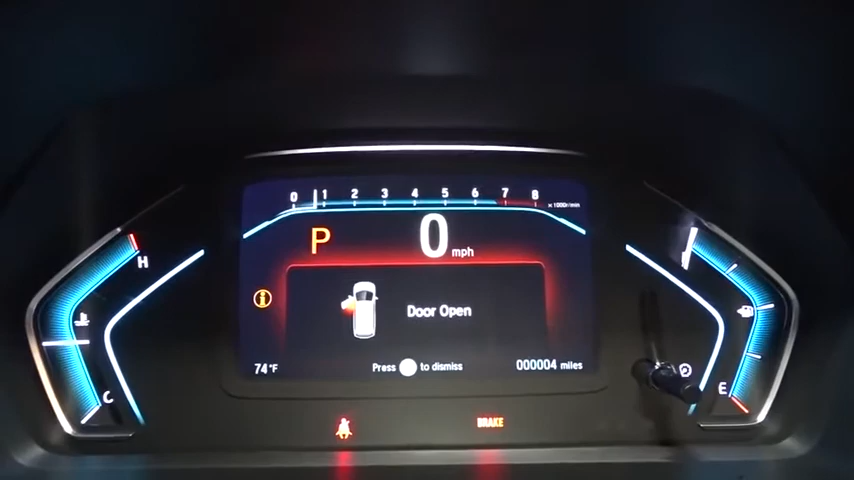 0 1 2 3 4 5 6 7 8
x 1000r/min
P 0 mph
H
Door Open
74°F
Press to dismiss
000004 miles
C
E
BRAKE